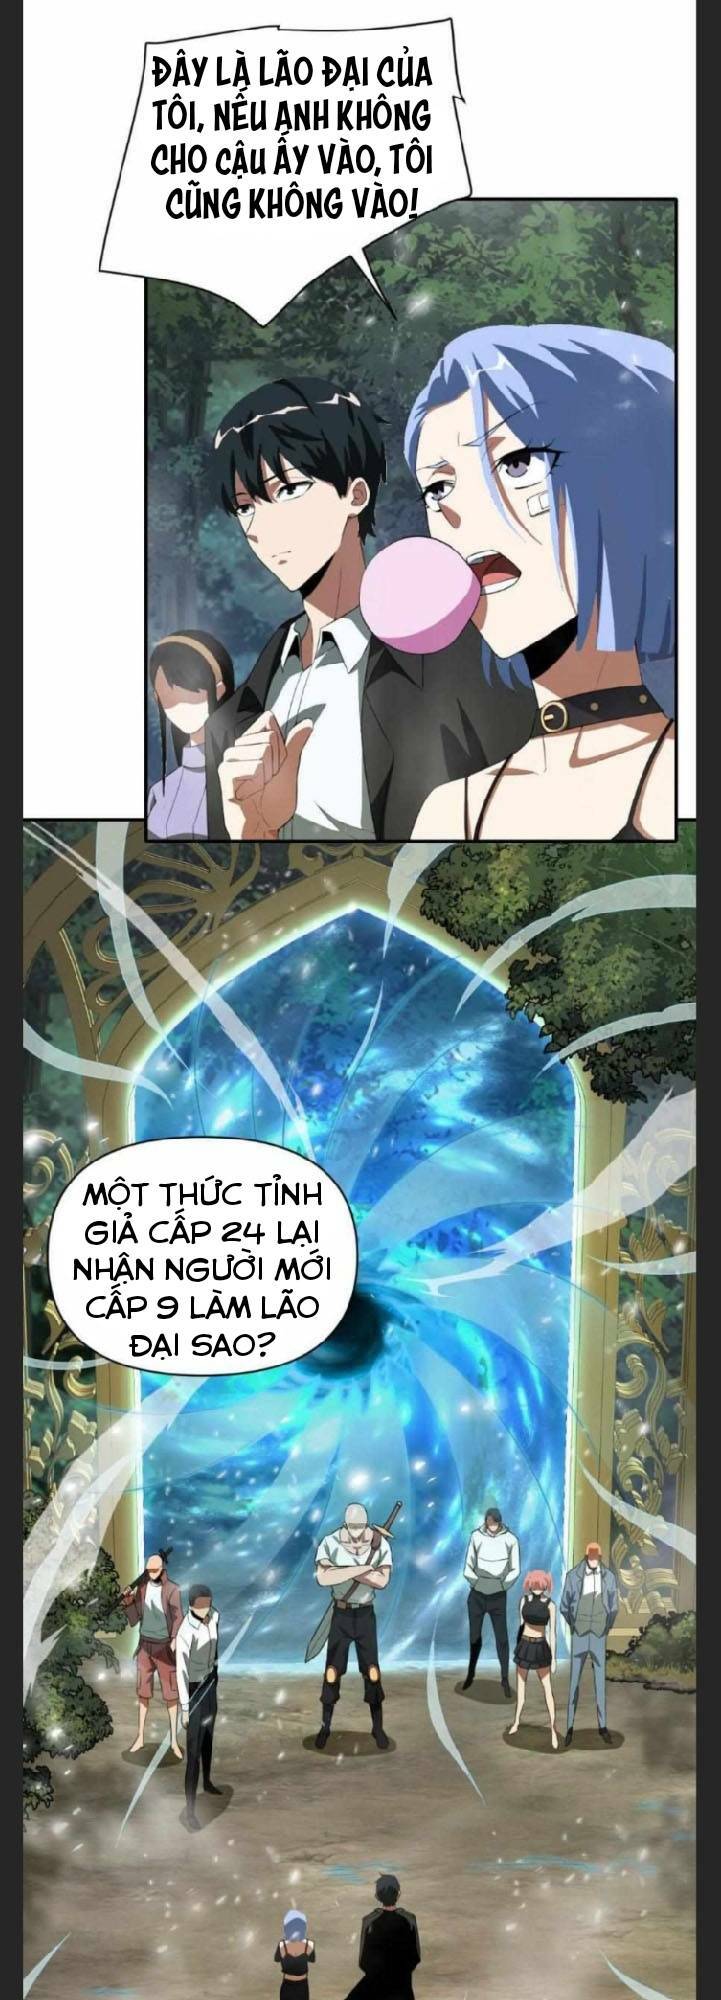 ĐÂY LÀ LÃO ĐẠI CỦA
TÔI, NẾU ANH KHÔNG
CHO CẬU ẤY VÀO, TÔI
CŨNG KHÔNG VÀO!
MỘT THỨC TỈNH
GIẢ CẤP 24 LẠI
NHẬN NGƯỜI MỚI
CẤP 9 LÀM LÃO
ĐẠI SAO?